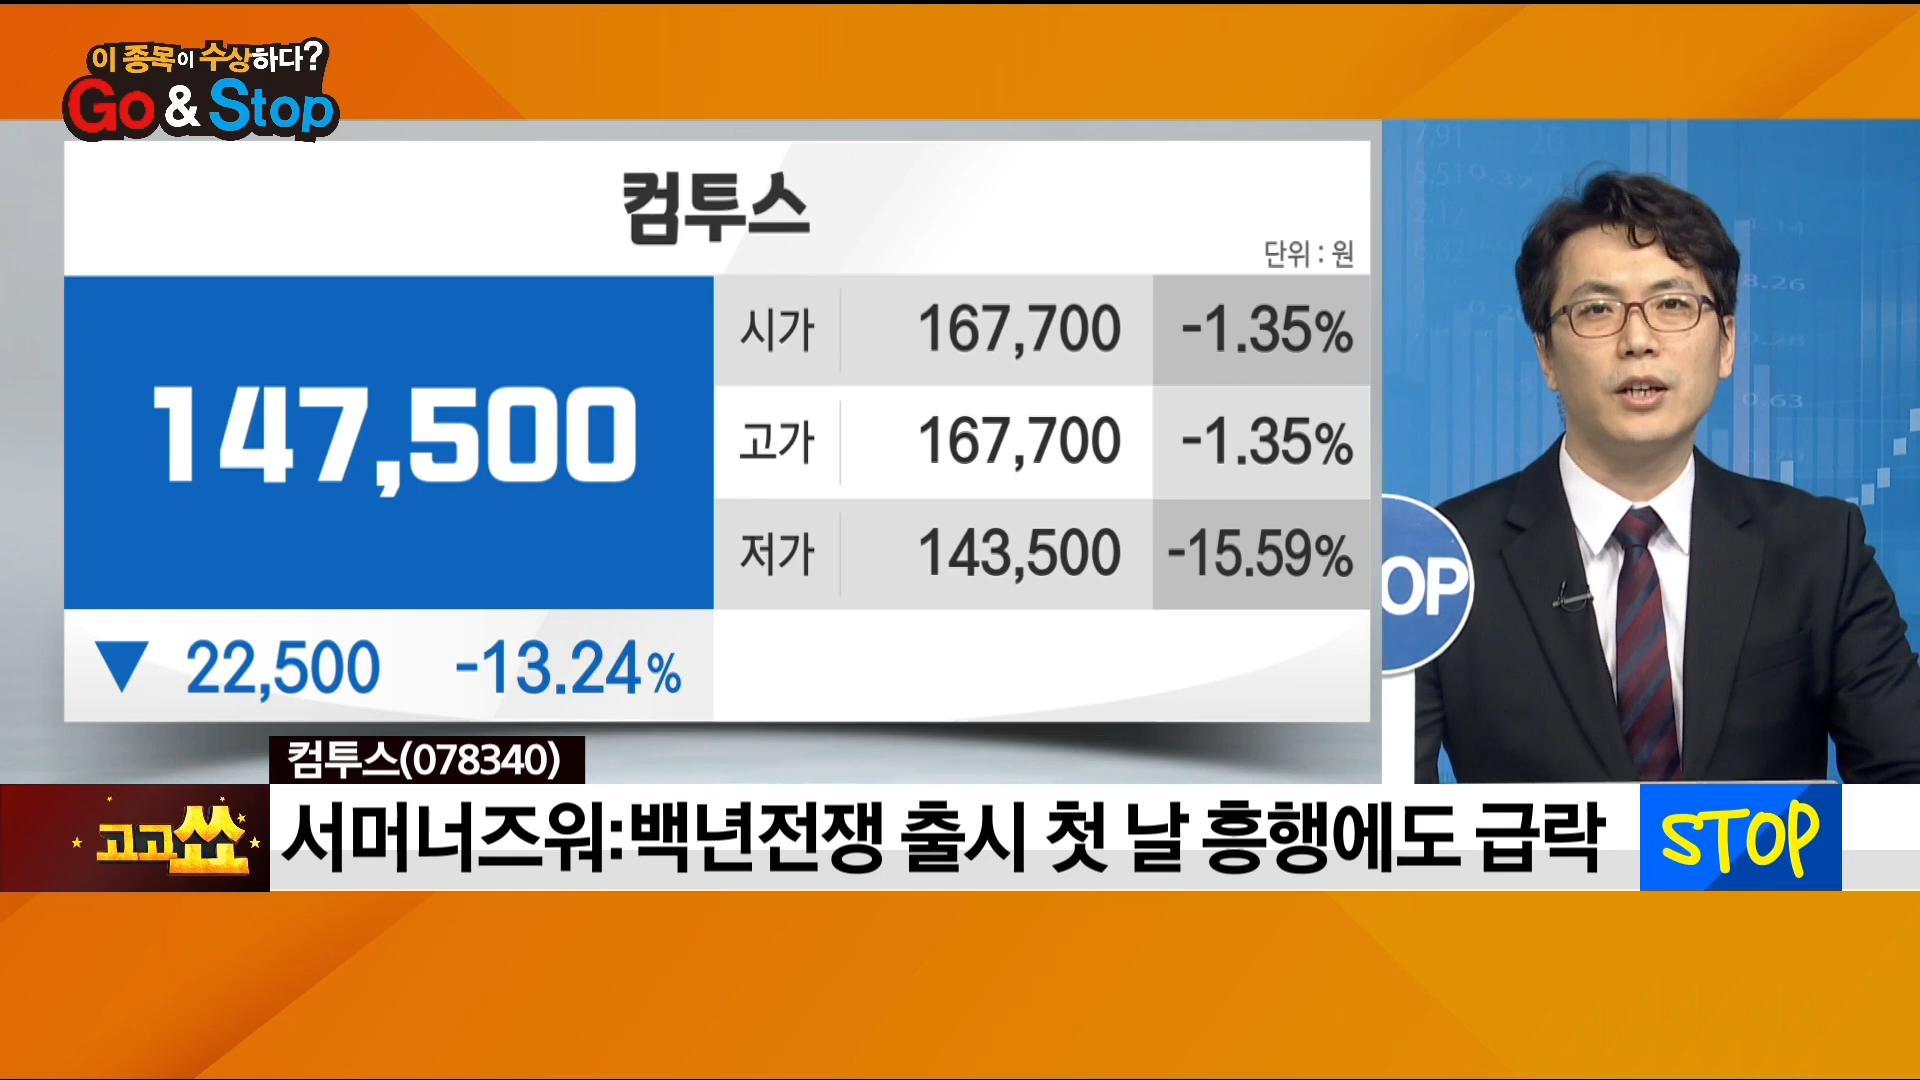 이 종목이 수상하다?
Go & Stop
컴투스
단위 : 원
147,500
시가 167,700 -1.35%
고가 167,700 -1.35%
저가 143,500 -15.59%
▼ 22,500 -13.24%
OP
컴투스(078340)
고고쑈
서머너즈워:백년전쟁 출시 첫 날 흥행에도 급락
STOP